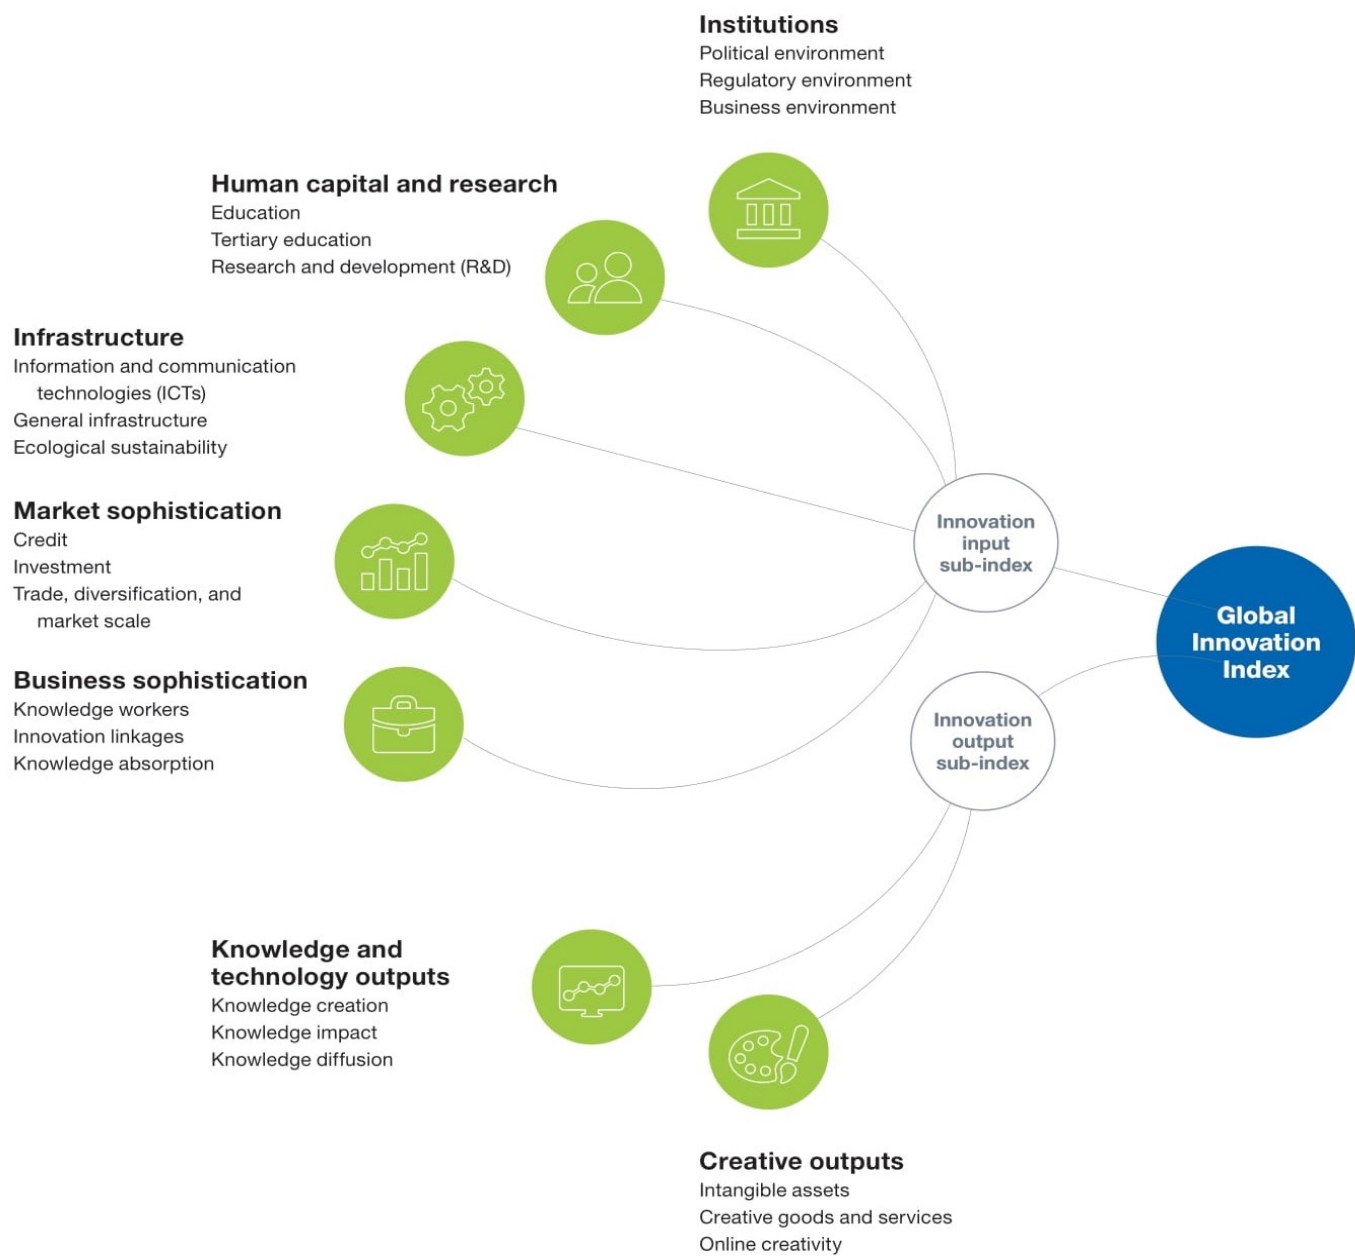 Institutions
Political environment
Regulatory environment
Business environment
Human capital and research
Education
Tertiary education
Research and development (R&D)
Infrastructure
Information and communication
technologies (ICTs)
General infrastructure
Ecological sustainability
Market sophistication
Credit
Investment
Trade, diversification, and
market scale
Business sophistication
Knowledge workers
Innovation linkages
Knowledge absorption
Innovation
input
sub-index
Global
Innovation
Index
Innovation
output
sub-index
Knowledge and
technology outputs
Knowledge creation
Knowledge impact
Knowledge diffusion
Creative outputs
Intangible assets
Creative goods and services
Online creativity